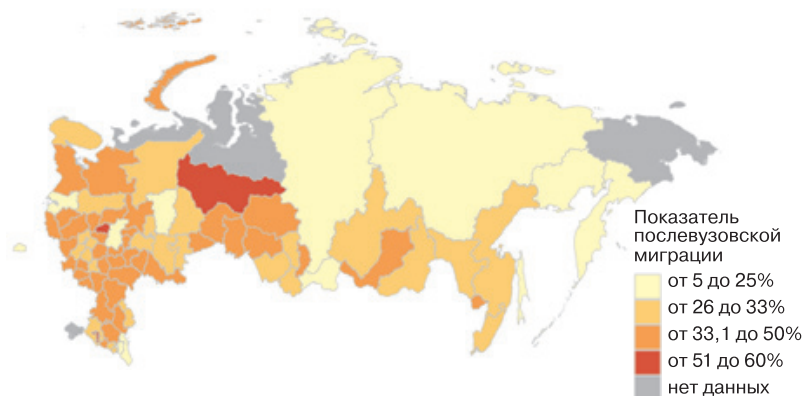 Показатель
послевузовской
миграции
от 5 до 25%
от 26 до 33%
от 33,1 до 50%
от 51 до 60%
нет данных